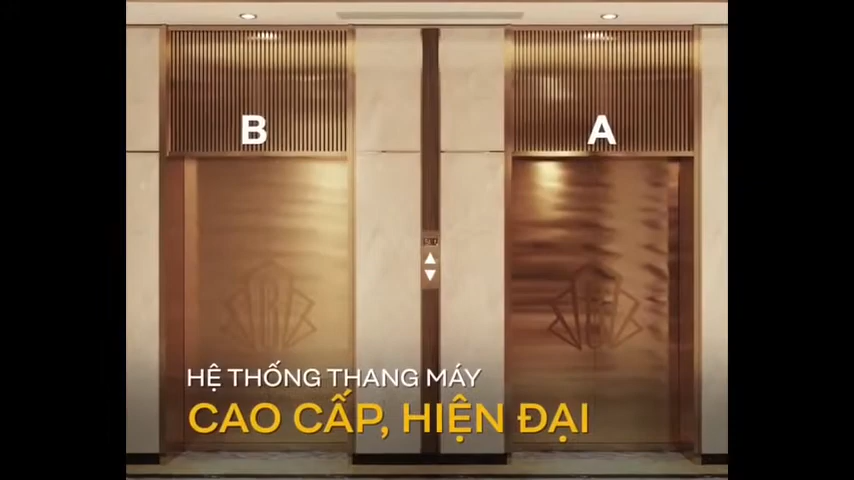 B
A
HỆ THỐNG THANG MÁY
CAO CẤP, HIỆN ĐẠI